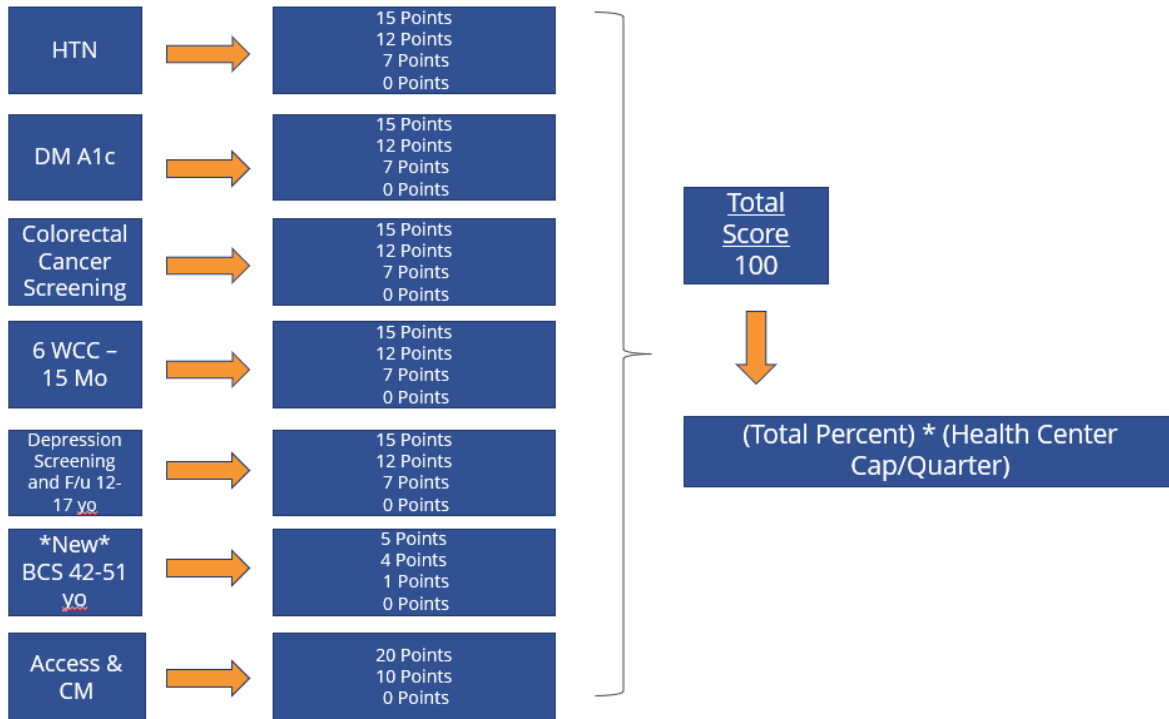 HTN
15 Points
12 Points
7 Points
0 Points
DM A1c
15 Points
12 Points
7 Points
0 Points
Colorectal
Cancer
Screening
15 Points
12 Points
7 Points
0 Points
6 WCC –
15 Mo
15 Points
12 Points
7 Points
0 Points
Depression
Screening
and F/u 12-
17 yo
15 Points
12 Points
7 Points
0 Points
*New*
BCS 42-51
yo
5 Points
4 Points
1 Points
0 Points
Access &
CM
20 Points
10 Points
0 Points
Total
Score
100
(Total Percent) * (Health Center
Cap/Quarter)